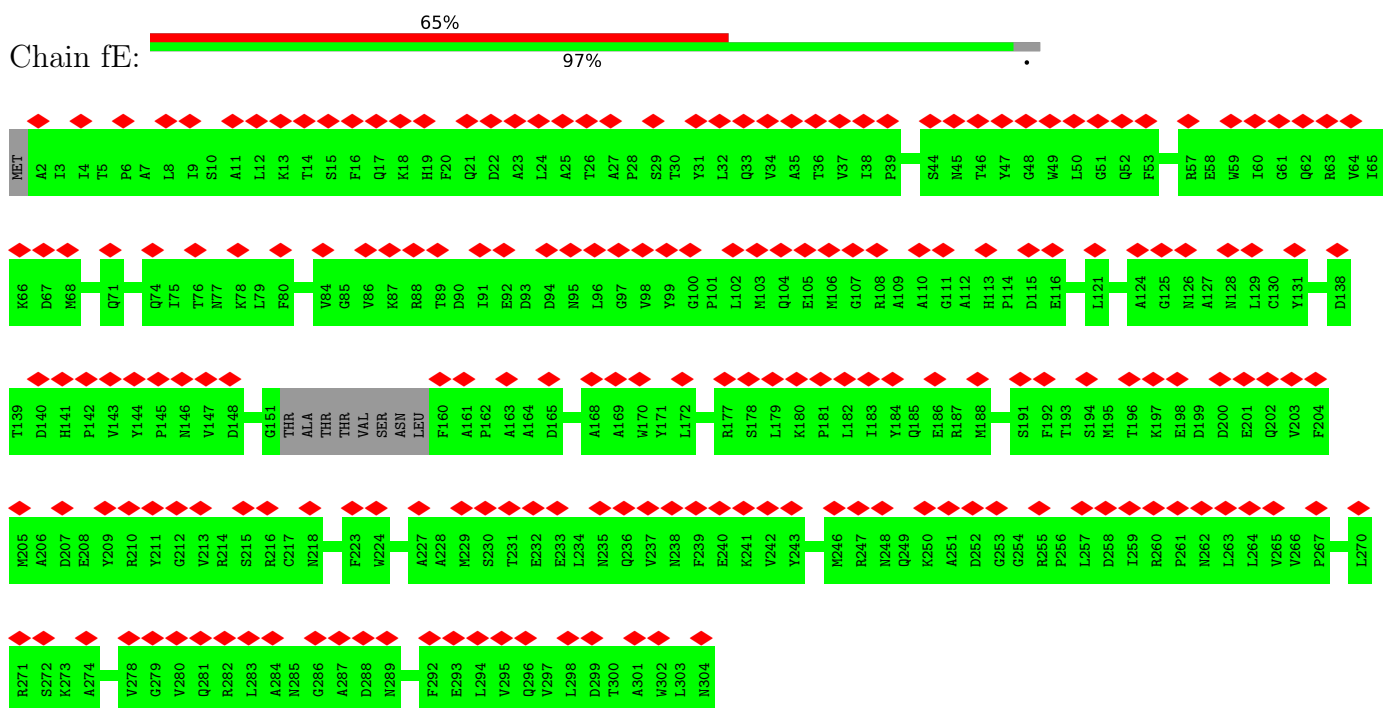 65%
Chain fE:
97%
.
MET A2 I3 I4 T5 P6 A7 L8 I9 S10 A11 L12 K13 T14 S15 F16 Q17 K18 H19 F20 Q21 D22 A23 L24 A25 T26 A27 P28 S29 T30 Y31 L32 Q33 V34 A35 T36 V37 I38 P39 S44 N45 T46 Y47 G48 W49 L50 G51 Q52 F53 R57 E58 W59 I60 G61 Q62 R63 V64 I65
K66 D67 M68 Q71 Q74 I75 T76 N77 K78 L79 F80 V84 G85 V86 K87 R88 T89 D90 I91 E92 D93 D94 N95 L96 G97 V98 Y99 G100 P101 L102 M103 Q104 E105 M106 G107 R108 A109 A110 G111 A112 H113 P114 D115 E116 L121 A124 G125 N126 A127 N128 L129 C130 Y131 D138
T139 D140 H141 P142 V143 Y144 P145 N146 V147 D148 G151 THR ALA THR THR VAL SER ASN LEU F160 A161 P162 A163 A164 D165 A168 A169 W170 Y171 L172 R177 S178 L179 K180 P181 L182 I183 Y184 Q185 E186 R187 M188 S191 F192 T193 S194 M195 T196 K197 E198 D199 D200 E201 Q202 V203 F204
M205 A206 D207 E208 Y209 R210 Y211 G212 V213 R214 S215 R216 C217 N218 F223 W224 A227 A228 M229 S230 T231 E232 E233 L234 N235 Q236 V237 N238 F239 E240 K241 V242 Y243 M246 R247 N248 Q249 K250 A251 D252 G253 G254 R255 P256 L257 D258 I259 R260 P261 N262 L263 L264 V265 V266 P267 L270
R271 S272 K273 A274 V278 G279 V280 Q281 R282 L283 A284 N285 G286 A287 D288 N289 F292 E293 L294 V295 Q296 V297 L298 D299 T300 A301 W302 L303 N304